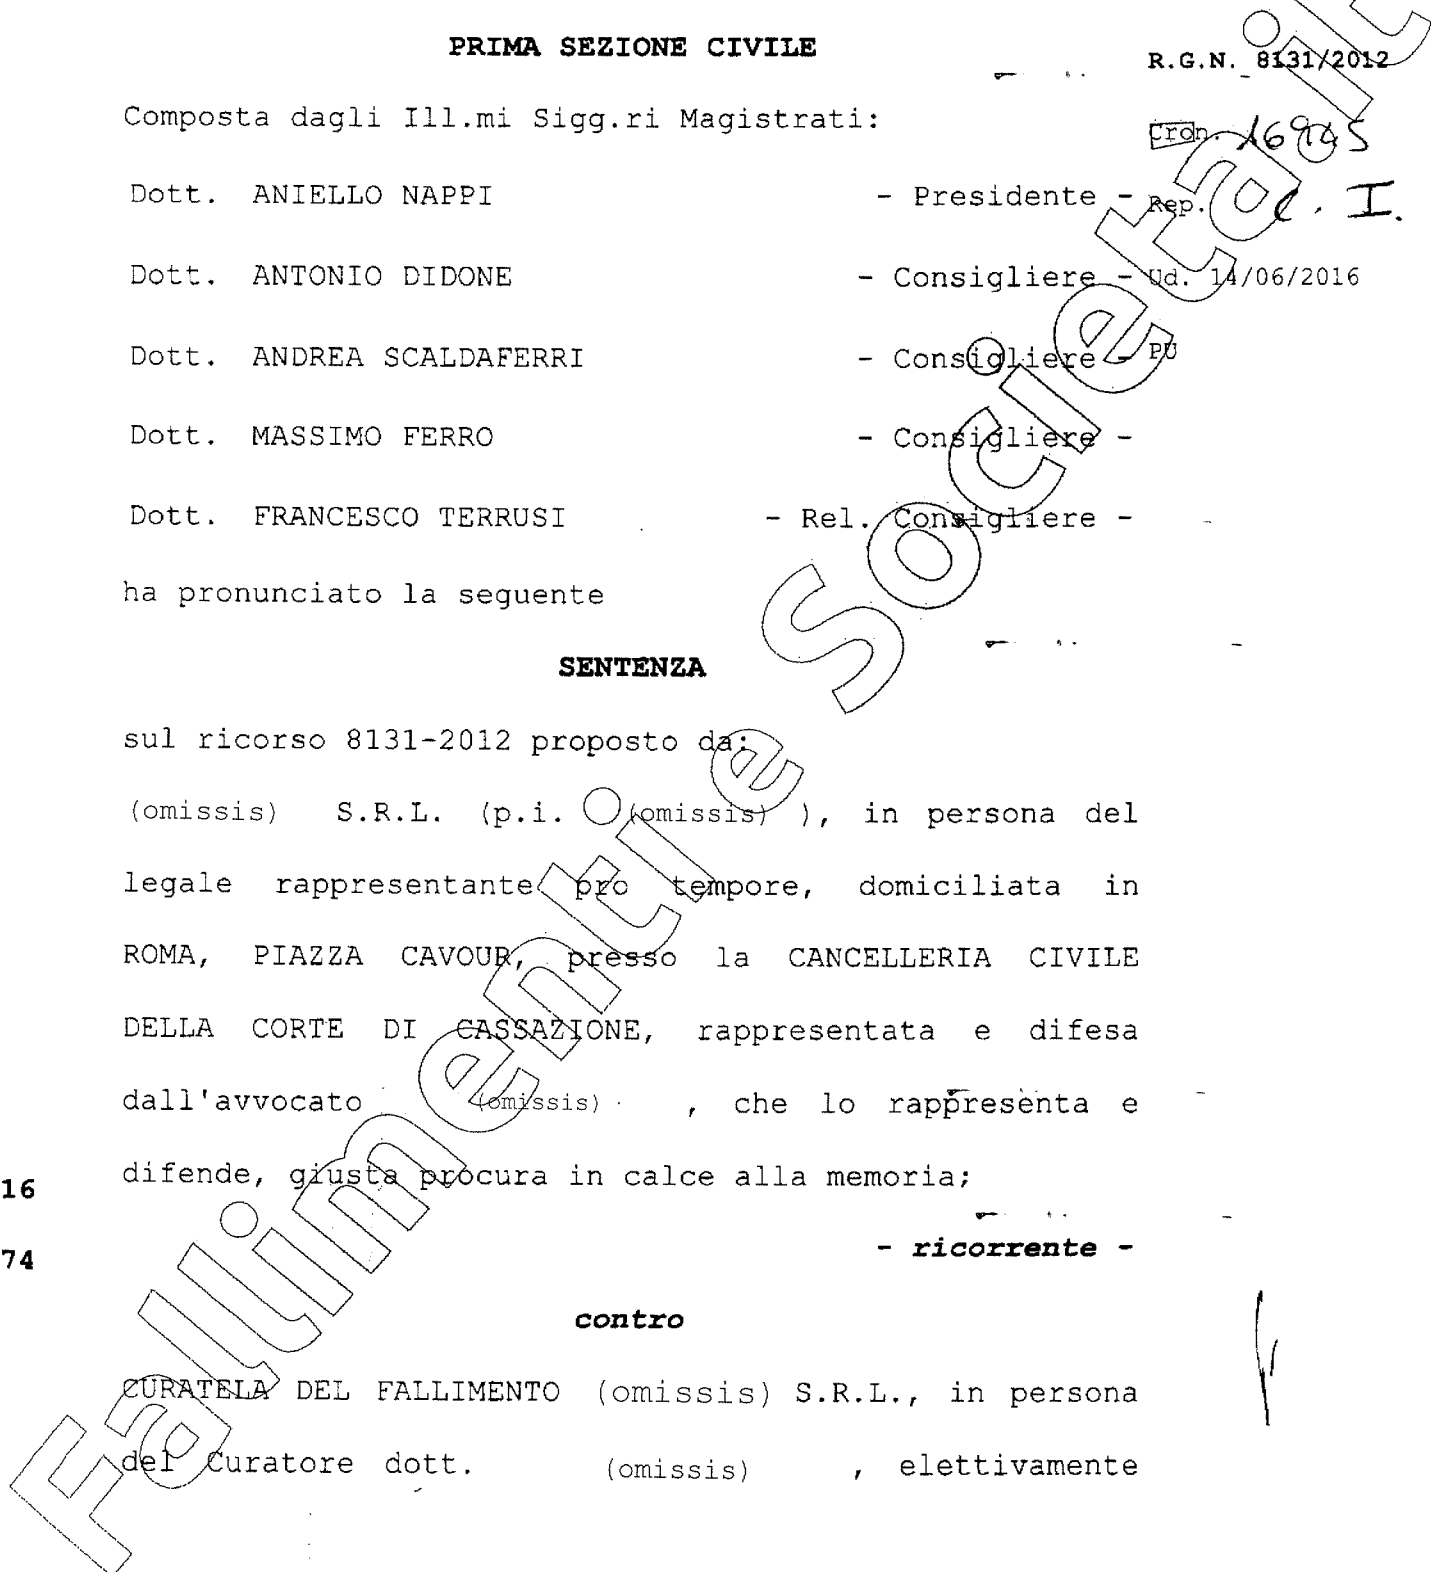 PRIMA SEZIONE CIVILE
R.G.N. 8131/2012
Composta dagli Ill.mi Sigg.ri Magistrati:
Cron. 16945
Dott. ANIELLO NAPPI - Presidente - Rep. C. I.
Dott. ANTONIO DIDONE - Consigliere - Ud. 14/06/2016
Dott. ANDREA SCALDAFERRI - Consigliere - PU
Dott. MASSIMO FERRO - Consigliere -
Dott. FRANCESCO TERRUSI - Rel. Consigliere -
ha pronunciato la seguente
SENTENZA
sul ricorso 8131-2012 proposto da:
(omissis) S.R.L. (p.i. (omissis) ), in persona del
legale rappresentante pro tempore, domiciliata in
ROMA, PIAZZA CAVOUR, presso la CANCELLERIA CIVILE
DELLA CORTE DI CASSAZIONE, rappresentata e difesa
dall'avvocato (omissis) , che lo rappresenta e
difende, giusta procura in calce alla memoria;
16
- ricorrente -
74
contro
CURATELA DEL FALLIMENTO (omissis) S.R.L., in persona
del Curatore dott. (omissis) , elettivamente
Fallimenti e Società.it